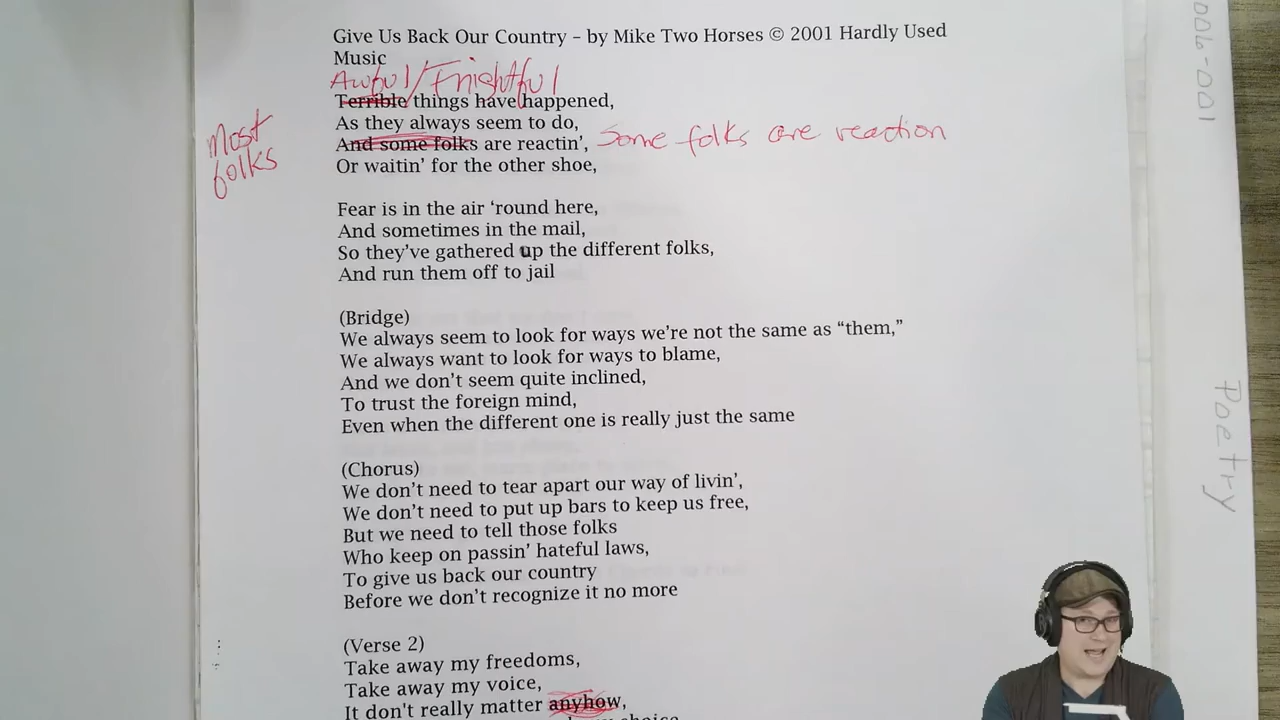 Give Us Back Our Country – by Mike Two Horses © 2001 Hardly Used
Music
Awful/Frightful
Terrible things have happened,
As they always seem to do,
And some folks are reactin', Some folks are reaction
Most
folks
Or waitin' for the other shoe,
Fear is in the air 'round here,
And sometimes in the mail,
So they've gathered up the different folks,
And run them off to jail
(Bridge)
We always seem to look for ways we're not the same as “them,”
We always want to look for ways to blame,
And we don't seem quite inclined,
To trust the foreign mind,
Even when the different one is really just the same
(Chorus)
We don't need to tear apart our way of livin',
We don't need to put up bars to keep us free,
But we need to tell those folks
Who keep on passin' hateful laws,
To give us back our country
Before we don't recognize it no more
(Verse 2)
Take away my freedoms,
Take away my voice,
It don't really matter anyhow,
choice
006-001
Poetry